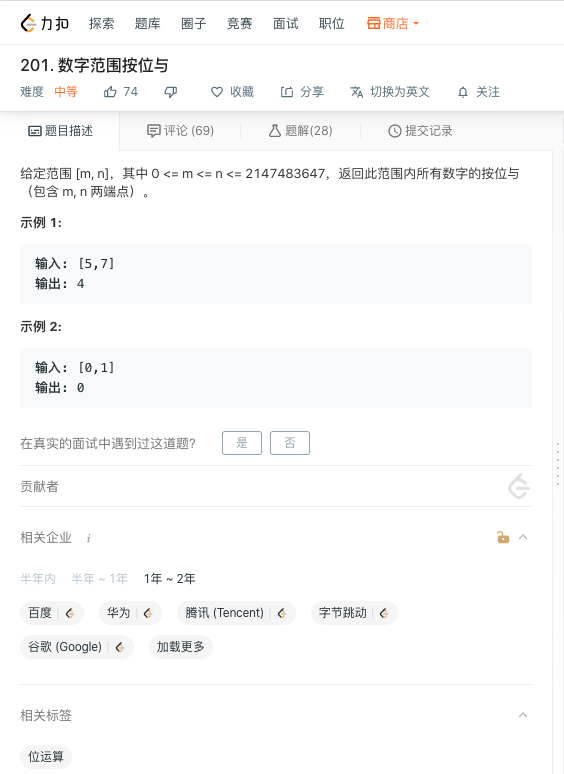 力扣 探索 题库 圈子 竞赛 面试 职位 商店
201. 数字范围按位与
难度 中等 74 收藏 分享 切换为英文 关注
题目描述 评论 (69) 题解(28) 提交记录
给定范围 [m, n]，其中 0 <= m <= n <= 2147483647，返回此范围内所有数字的按位与
（包含 m, n 两端点）。
示例 1:
输入: [5,7]
输出: 4
示例 2:
输入: [0,1]
输出: 0
在真实的面试中遇到过这道题? 是 否
贡献者
相关企业 i
半年内 半年 ~ 1年 1年 ~ 2年
百度 华为 腾讯 (Tencent) 字节跳动
谷歌 (Google) 加载更多
相关标签
位运算